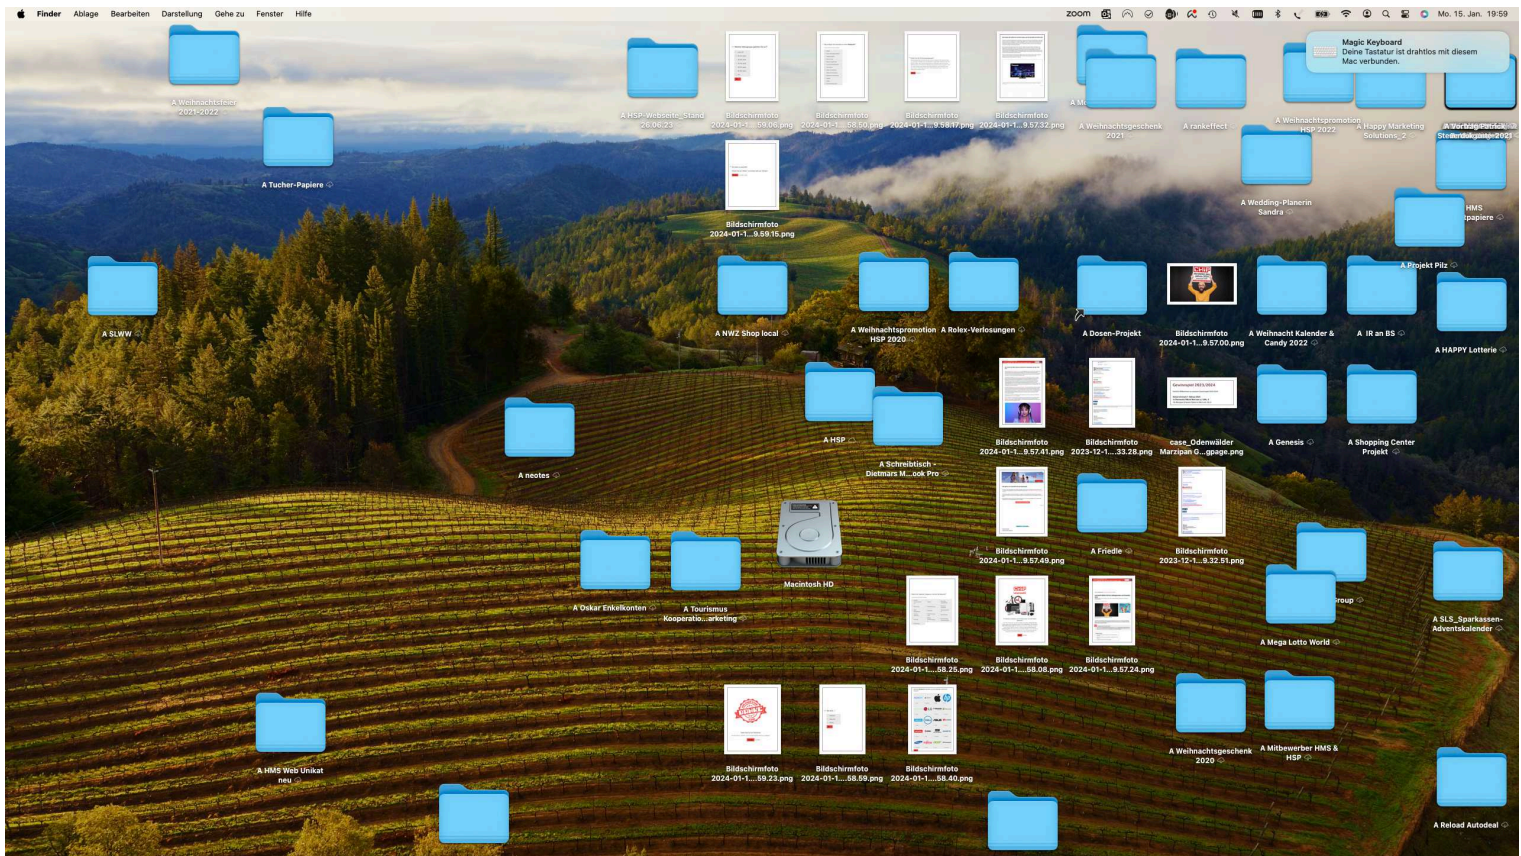 Finder Ablage Bearbeiten Darstellung Gehe zu Fenster Hilfe
zoom Mo. 15. Jan. 19:59
Magic Keyboard
Deine Tastatur ist drahtlos mit diesem
Mac verbunden.
A Weihnachtsfeier
2021-2022
A HSP-Webseite_Stand
26.06.23
Bildschirmfoto
2024-01-1....59.06.png
Bildschirmfoto
2024-01-1....58.50.png
Bildschirmfoto
2024-01-1...9.58.17.png
Bildschirmfoto
2024-01-1...9.57.32.png
A Weihnachtsgeschenk
2021
A rankeffect
A Weihnachtspromotion
HSP 2022
A Happy Marketing
Solutions_2
A Tucher-Papiere
Bildschirmfoto
2024-01-1...9.59.15.png
A Wedding-Planerin
Sandra
HMS
A Projekt Pilz
A SLWW
A NWZ Shop local
A Weihnachtspromotion
HSP 2020
A Rolex-Verlosungen
A Dosen-Projekt
Bildschirmfoto
2024-01-1...9.57.00.png
A Weihnacht Kalender &
Candy 2022
A IR an BS
A HAPPY Lotterie
A neotes
A HSP
A Schreibtisch -
Dietmars M...ook Pro
Bildschirmfoto
2024-01-1...9.57.41.png
Bildschirmfoto
2023-12-1....33.28.png
Gewinnspiel 2023/2024
case_Odenwälder
Marzipan G...gpage.png
A Genesis
A Shopping Center
Projekt
Macintosh HD
Bildschirmfoto
2024-01-1...9.57.49.png
A Friedle
Bildschirmfoto
2023-12-1...9.32.51.png
A Oskar Enkelkonten
A Tourismus
Kooperatio...arketing
Group
A Mega Lotto World
A SLS_Sparkassen-
Adventskalender
Bildschirmfoto
2024-01-1....58.25.png
Bildschirmfoto
2024-01-1....58.08.png
Bildschirmfoto
2024-01-1...9.57.24.png
A HMS Web Unikat
neu
Bildschirmfoto
2024-01-1....59.23.png
Bildschirmfoto
2024-01-1....58.59.png
Bildschirmfoto
2024-01-1....58.40.png
A Weihnachtsgeschenk
2020
A Mitbewerber HMS &
HSP
A Reload Autodeal